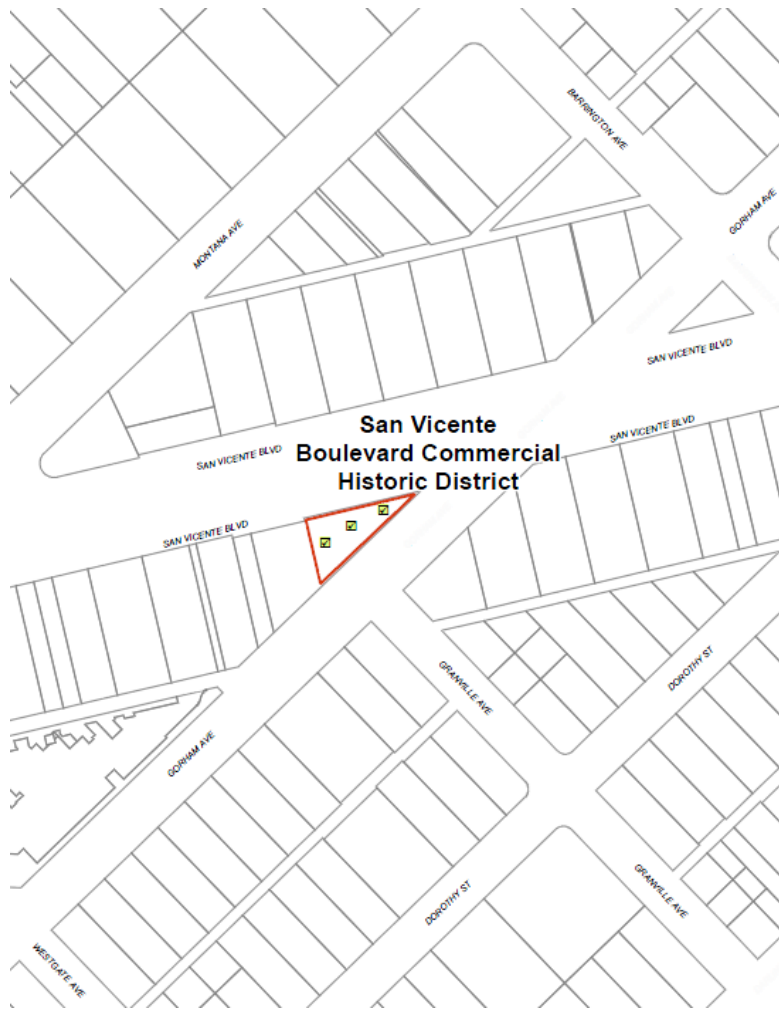 BARRINGTON AVE
GORHAM AVE
MONTANA AVE
SAN VICENTE BLVD
San Vicente
Boulevard Commercial
Historic District
SAN VICENTE BLVD
SAN VICENTE BLVD
SAN VICENTE BLVD
DOROTHY ST
GRANVILLE AVE
GORHAM AVE
DOROTHY ST
GRANVILLE AVE
WESTGATE AVE